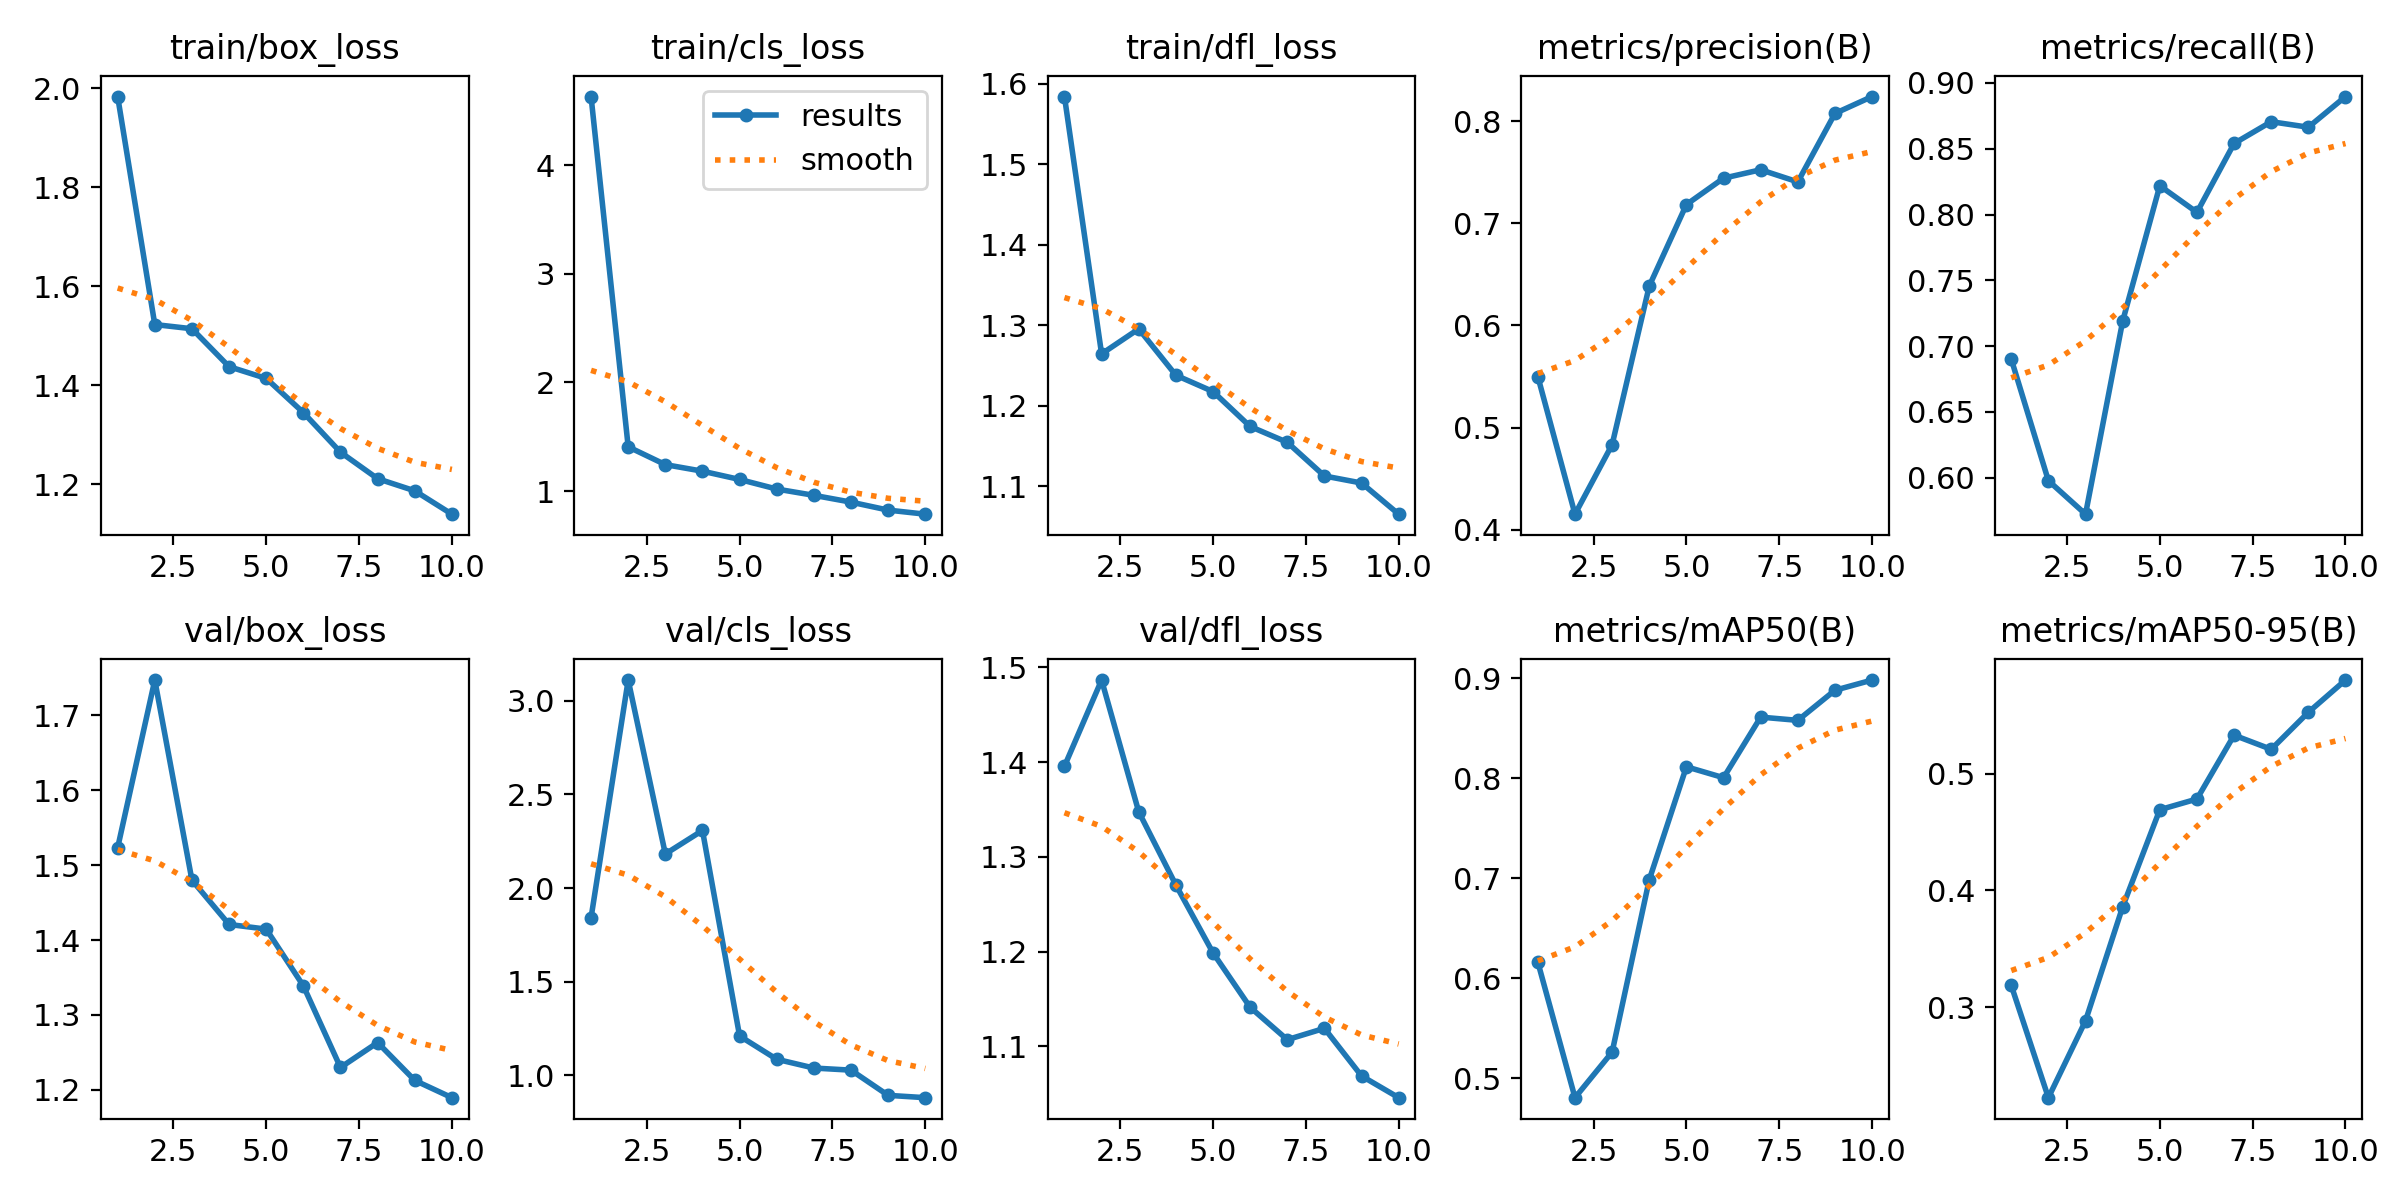 train/box_loss
2.0
1.8
1.6
1.4
1.2
2.5 5.0 7.5 10.0
train/cls_loss
results
smooth
4
3
2
1
2.5 5.0 7.5 10.0
train/dfl_loss
1.6
1.5
1.4
1.3
1.2
1.1
2.5 5.0 7.5 10.0
metrics/precision(B)
0.8
0.7
0.6
0.5
0.4
2.5 5.0 7.5 10.0
metrics/recall(B)
0.90
0.85
0.80
0.75
0.70
0.65
0.60
2.5 5.0 7.5 10.0
val/box_loss
1.7
1.6
1.5
1.4
1.3
1.2
2.5 5.0 7.5 10.0
val/cls_loss
3.0
2.5
2.0
1.5
1.0
2.5 5.0 7.5 10.0
val/dfl_loss
1.5
1.4
1.3
1.2
1.1
2.5 5.0 7.5 10.0
metrics/mAP50(B)
0.9
0.8
0.7
0.6
0.5
2.5 5.0 7.5 10.0
metrics/mAP50-95(B)
0.5
0.4
0.3
2.5 5.0 7.5 10.0